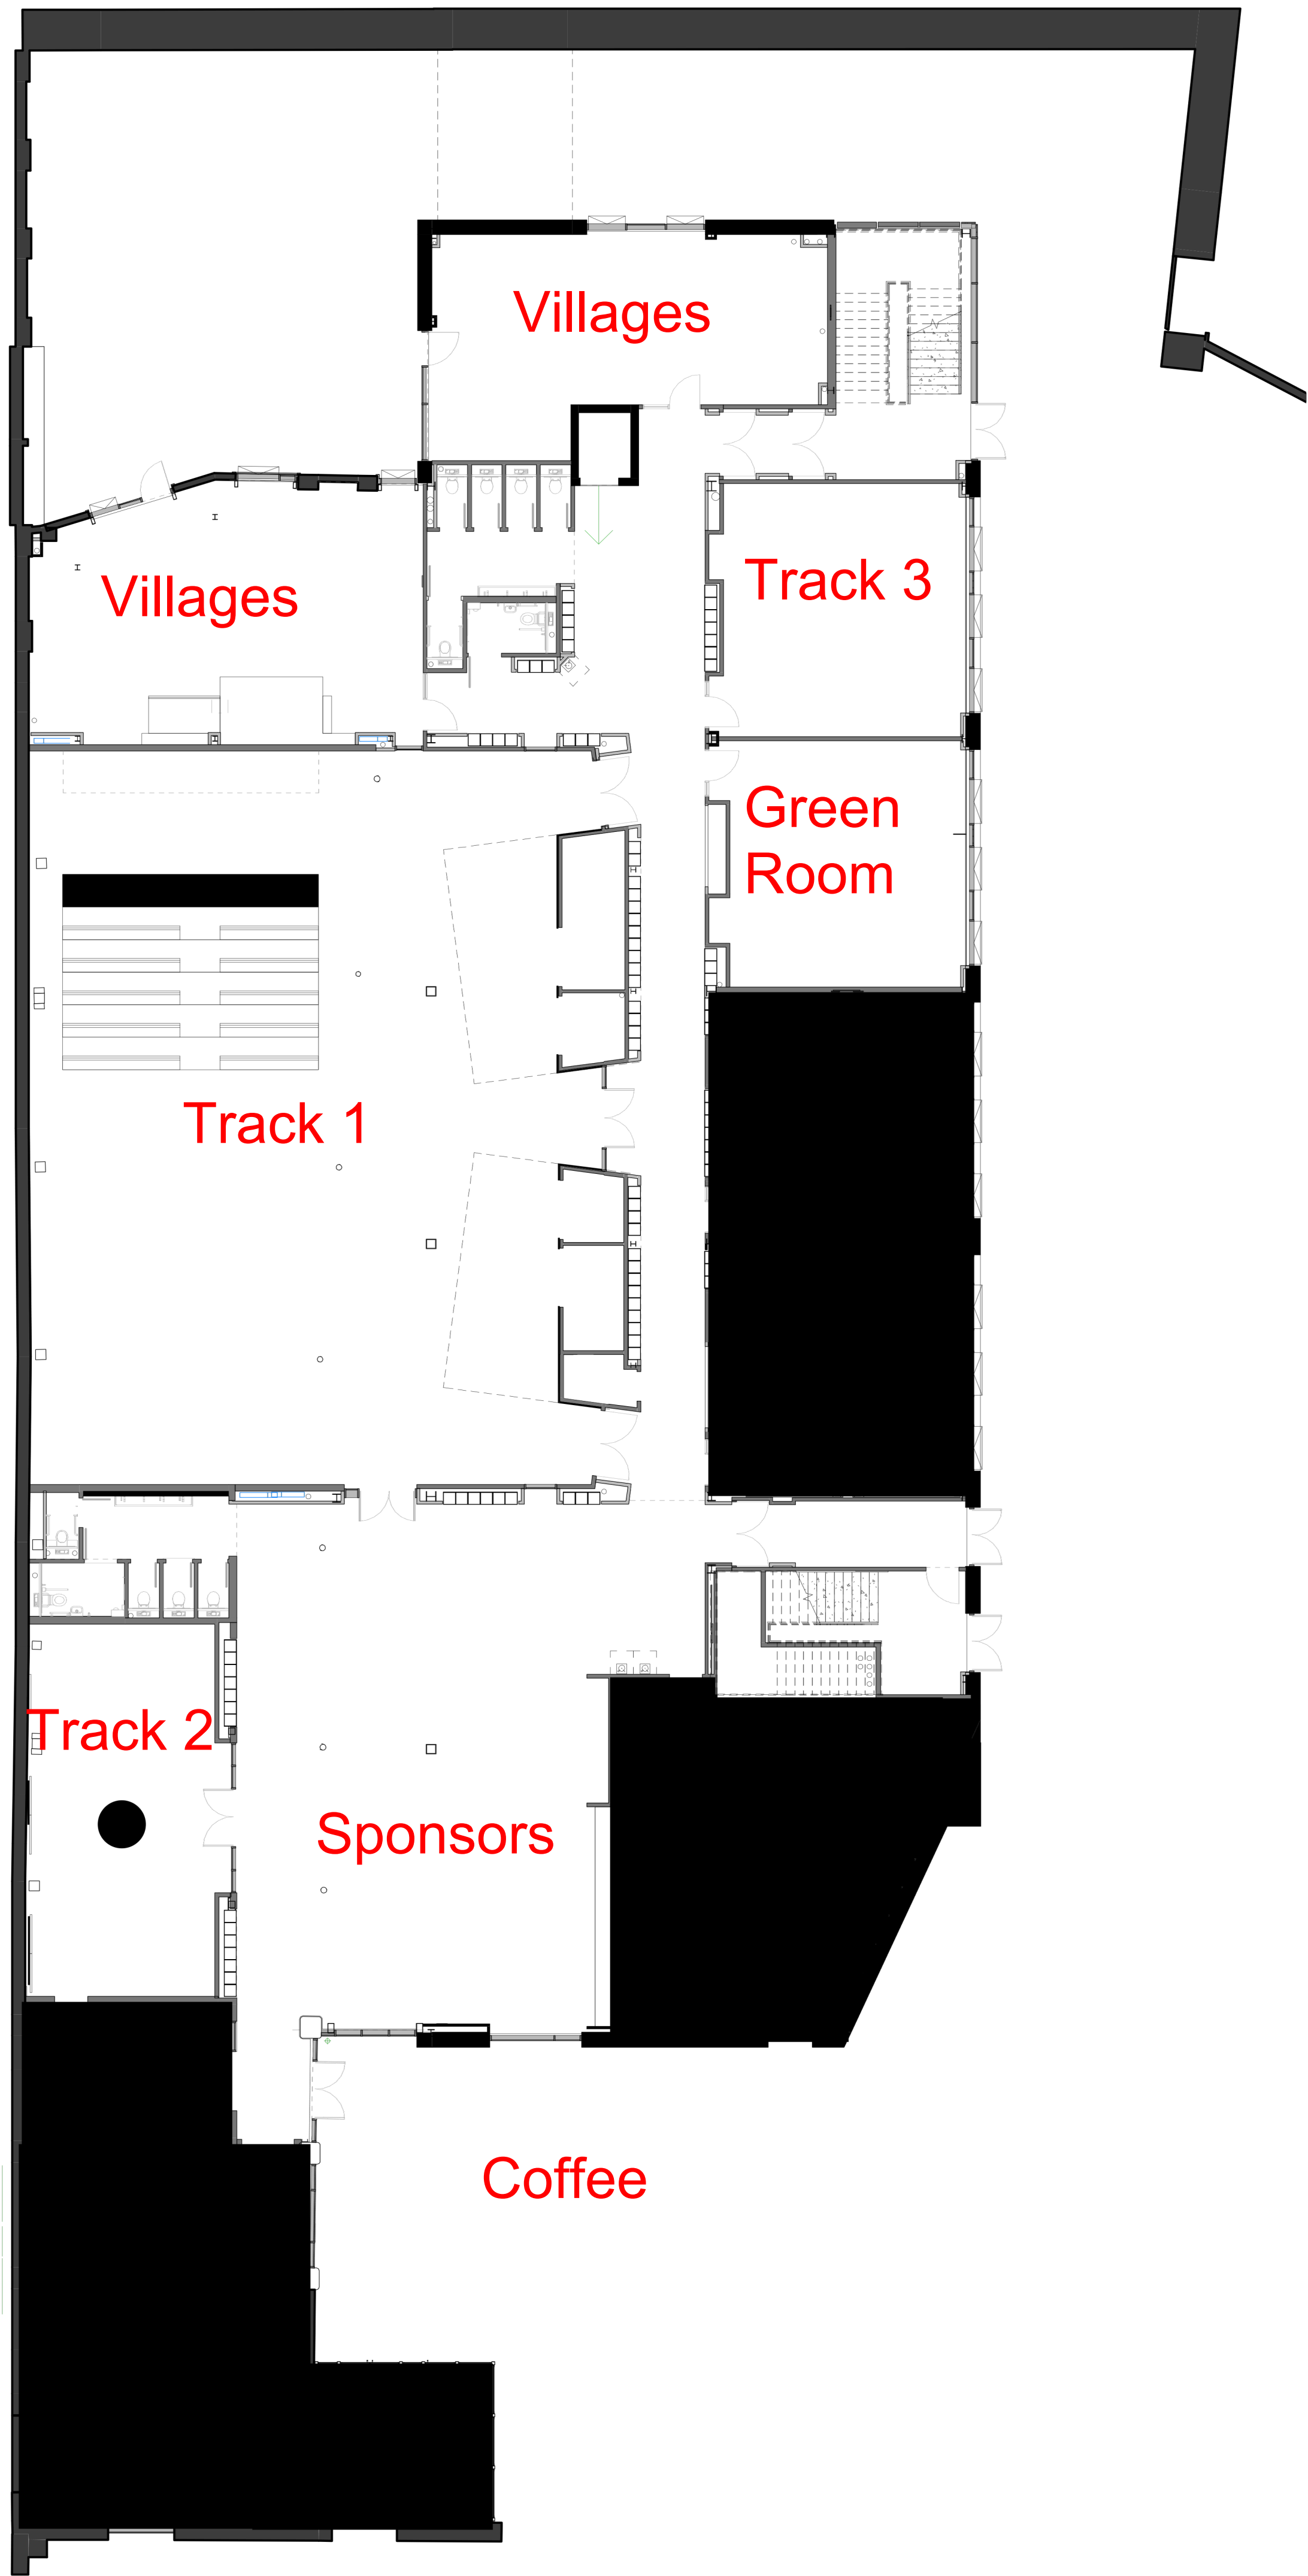 Villages
Track 3
Villages
Green
Room
Track 1
Track 2
Sponsors
Coffee